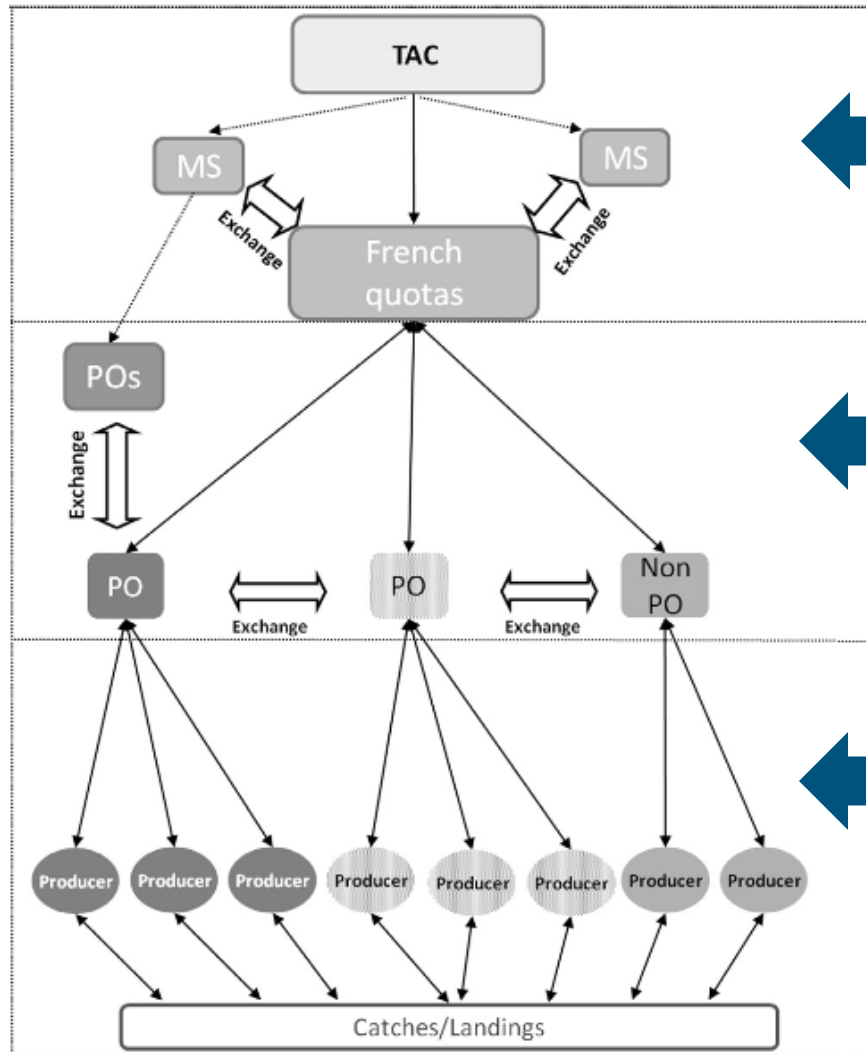 TAC
MS
MS
Exchange
Exchange
French
quotas
POs
Exchange
PO
PO
Non
PO
Exchange
Exchange
Producer
Producer
Producer
Producer
Producer
Producer
Producer
Producer
Catches/Landings